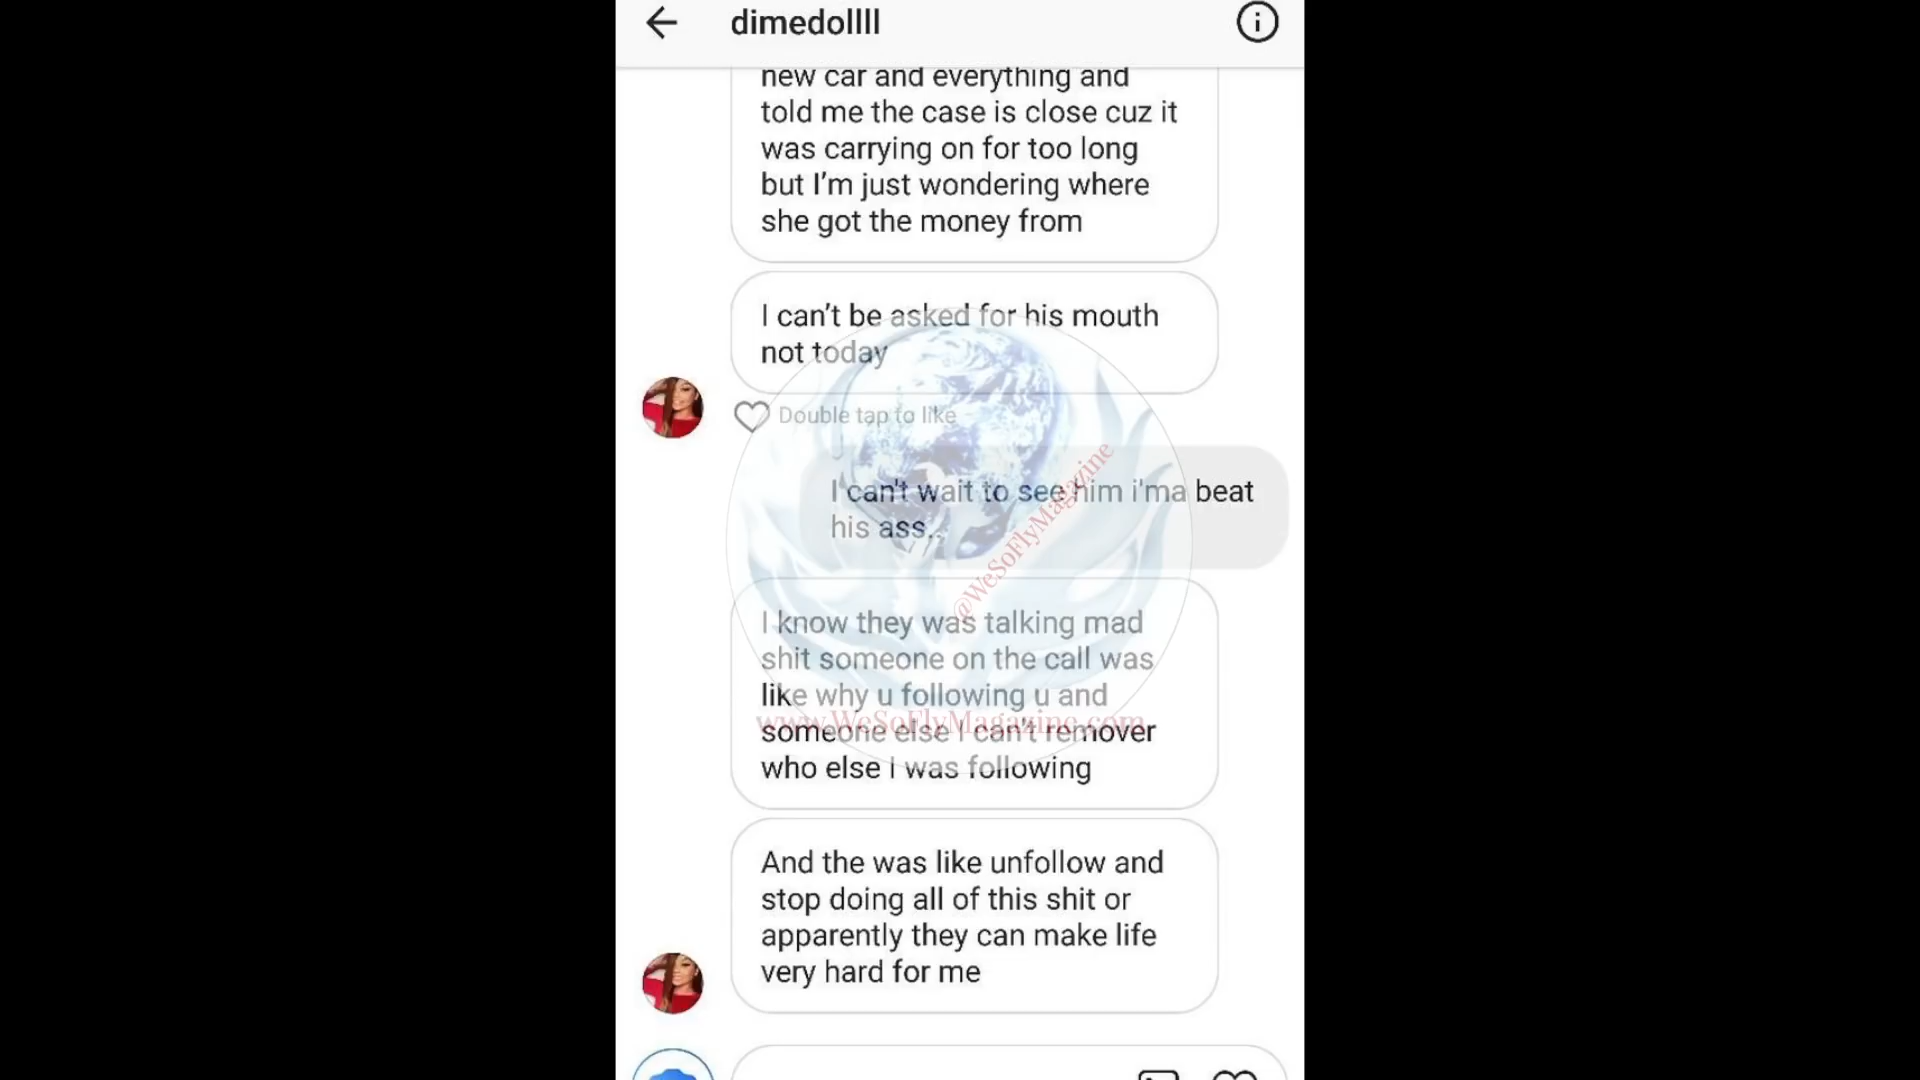 dimedollll
new car and everything and
told me the case is close cuz it
was carrying on for too long
but I'm just wondering where
she got the money from
I can't be asked for his mouth
not today
Double tap to like
I can't wait to see him i'ma beat
his ass..
@WeSoFlyMagazine
I know they was talking mad
shit someone on the call was
like why u following u and
www.WeSoFlyMagazine.com
someone else I can't remover
who else I was following
And the was like unfollow and
stop doing all of this shit or
apparently they can make life
very hard for me